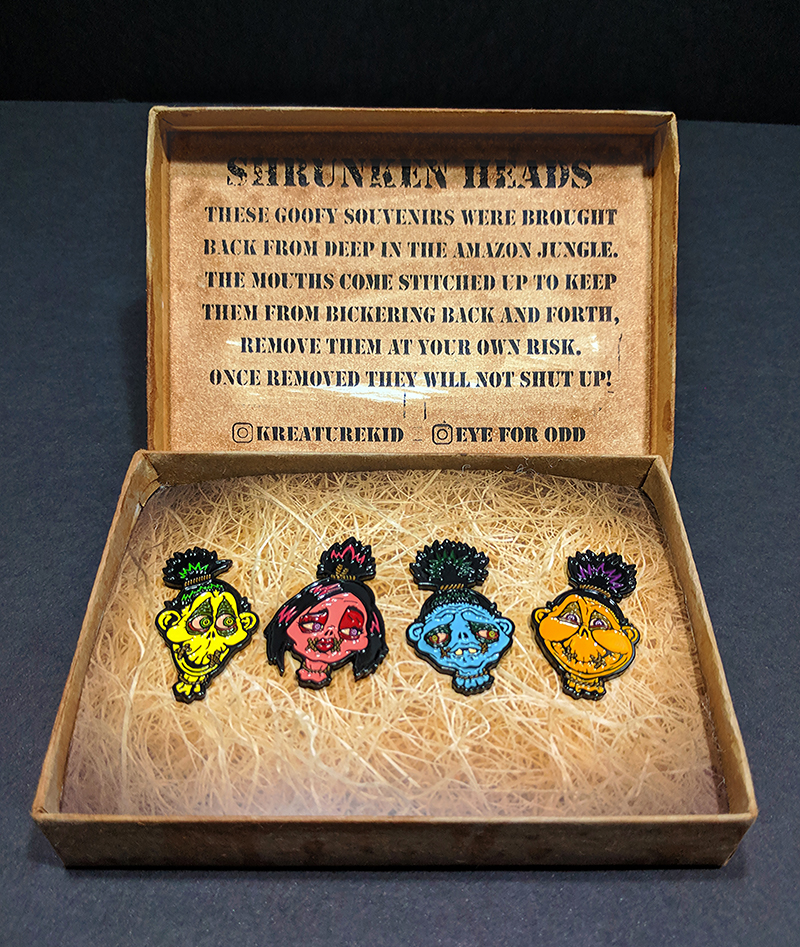 SHRUNKEN HEADS
THESE GOOFY SOUVENIRS WERE BROUGHT
BACK FROM DEEP IN THE AMAZON JUNGLE.
THE MOUTHS COME STITCHED UP TO KEEP
THEM FROM BICKERING BACK AND FORTH,
REMOVE THEM AT YOUR OWN RISK.
ONCE REMOVED THEY WILL NOT SHUT UP!
KREATUREKID - EYE FOR ODD